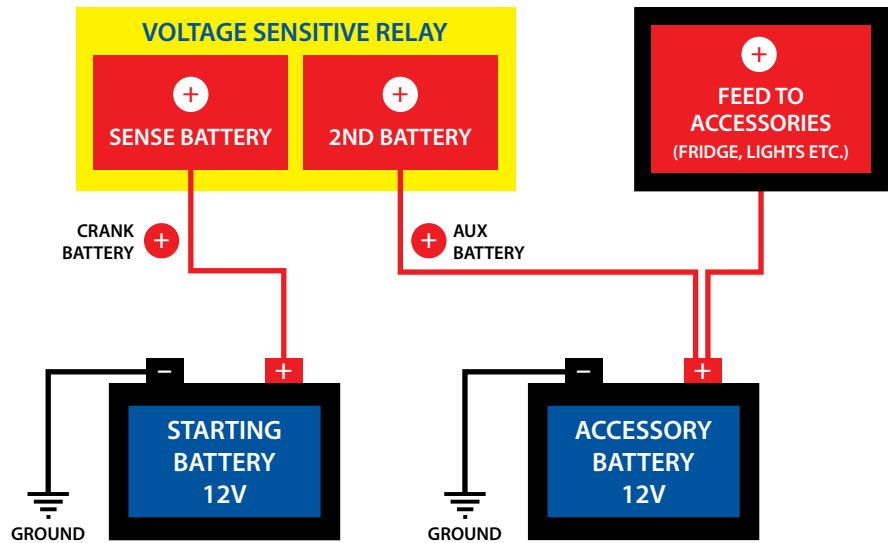 VOLTAGE SENSITIVE RELAY
+
SENSE BATTERY
+
2ND BATTERY
+
FEED TO
ACCESSORIES
(FRIDGE, LIGHTS ETC.)
CRANK
BATTERY
+
+
AUX
BATTERY
−
+
STARTING
BATTERY
12V
GROUND
−
+
ACCESSORY
BATTERY
12V
GROUND